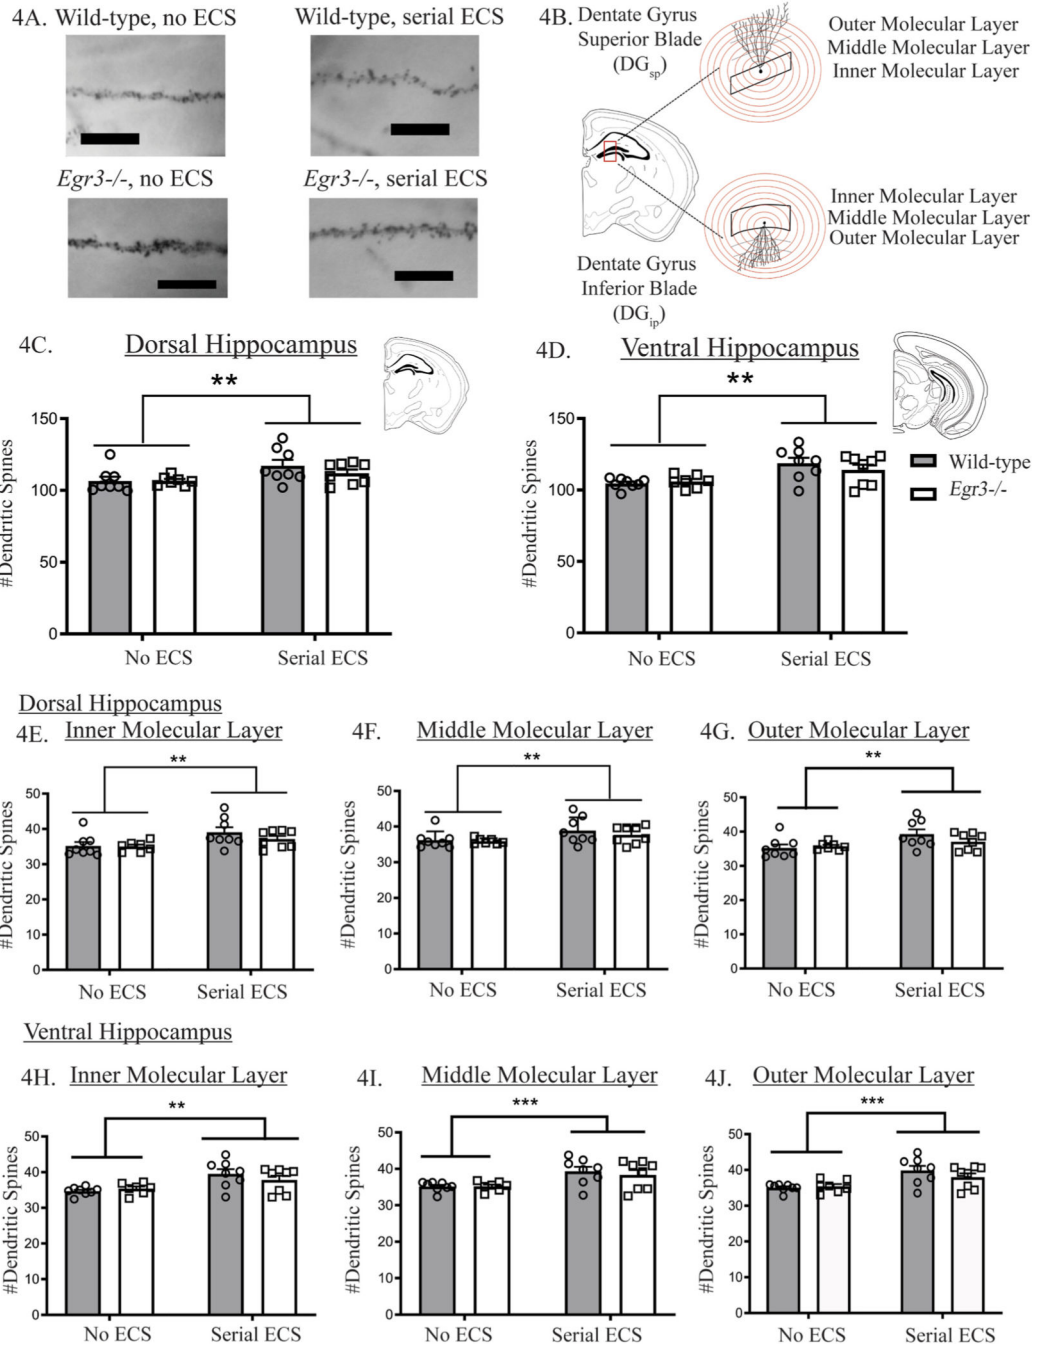 4A. Wild-type, no ECS
Wild-type, serial ECS
Egr3-/-, no ECS
Egr3-/-, serial ECS
4B. Dentate Gyrus
Superior Blade
(DGsp)
Outer Molecular Layer
Middle Molecular Layer
Inner Molecular Layer
Inner Molecular Layer
Middle Molecular Layer
Outer Molecular Layer
Dentate Gyrus
Inferior Blade
(DGip)
4C. Dorsal Hippocampus
**
#Dendritic Spines
150
100
50
0
No ECS
Serial ECS
4D. Ventral Hippocampus
**
#Dendritic Spines
150
100
50
0
No ECS
Serial ECS
Wild-type
Egr3-/-
Dorsal Hippocampus
4E. Inner Molecular Layer
**
#Dendritic Spines
50
40
30
20
10
0
No ECS
Serial ECS
4F. Middle Molecular Layer
**
#Dendritic Spines
50
40
30
20
10
0
No ECS
Serial ECS
4G. Outer Molecular Layer
**
#Dendritic Spines
50
40
30
20
10
0
No ECS
Serial ECS
Ventral Hippocampus
4H. Inner Molecular Layer
**
#Dendritic Spines
50
40
30
20
10
0
No ECS
Serial ECS
4I. Middle Molecular Layer
***
#Dendritic Spines
50
40
30
20
10
0
No ECS
Serial ECS
4J. Outer Molecular Layer
***
#Dendritic Spines
50
40
30
20
10
0
No ECS
Serial ECS